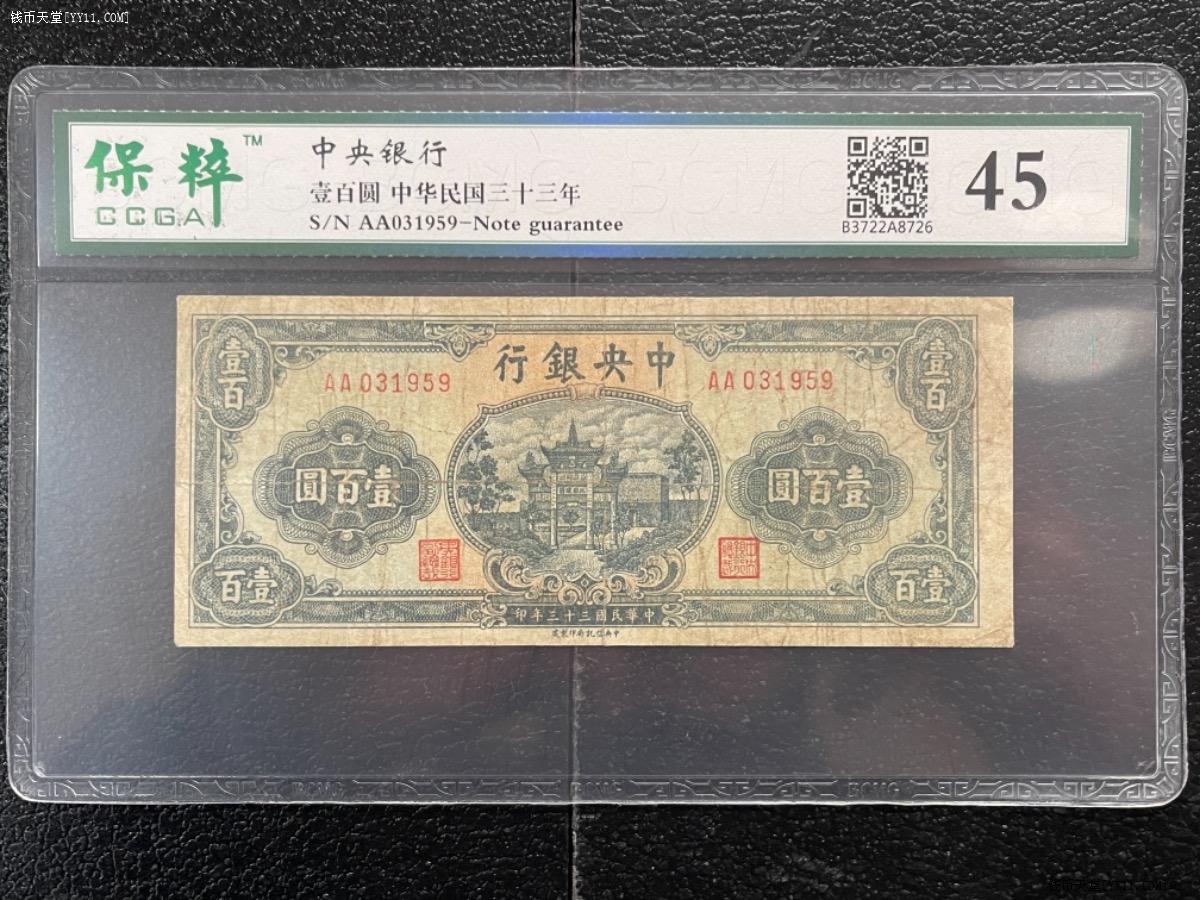 钱币天堂[YY11.COM]
保粹™
CCGA
中央银行
壹百圆 中华民国三十三年
S/N AA031959-Note guarantee
B3722A8726
45
壹百
行銀央中
壹百
AA031959
AA031959
圓百壹
圓百壹
百壹
百壹
印年三十三國民華中